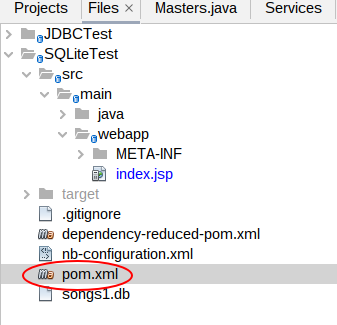 Projects Files × Masters.java Services
JDBCTest
SQLiteTest
src
main
java
webapp
META-INF
index.jsp
target
.gitignore
dependency-reduced-pom.xml
nb-configuration.xml
pom.xml
songs1.db